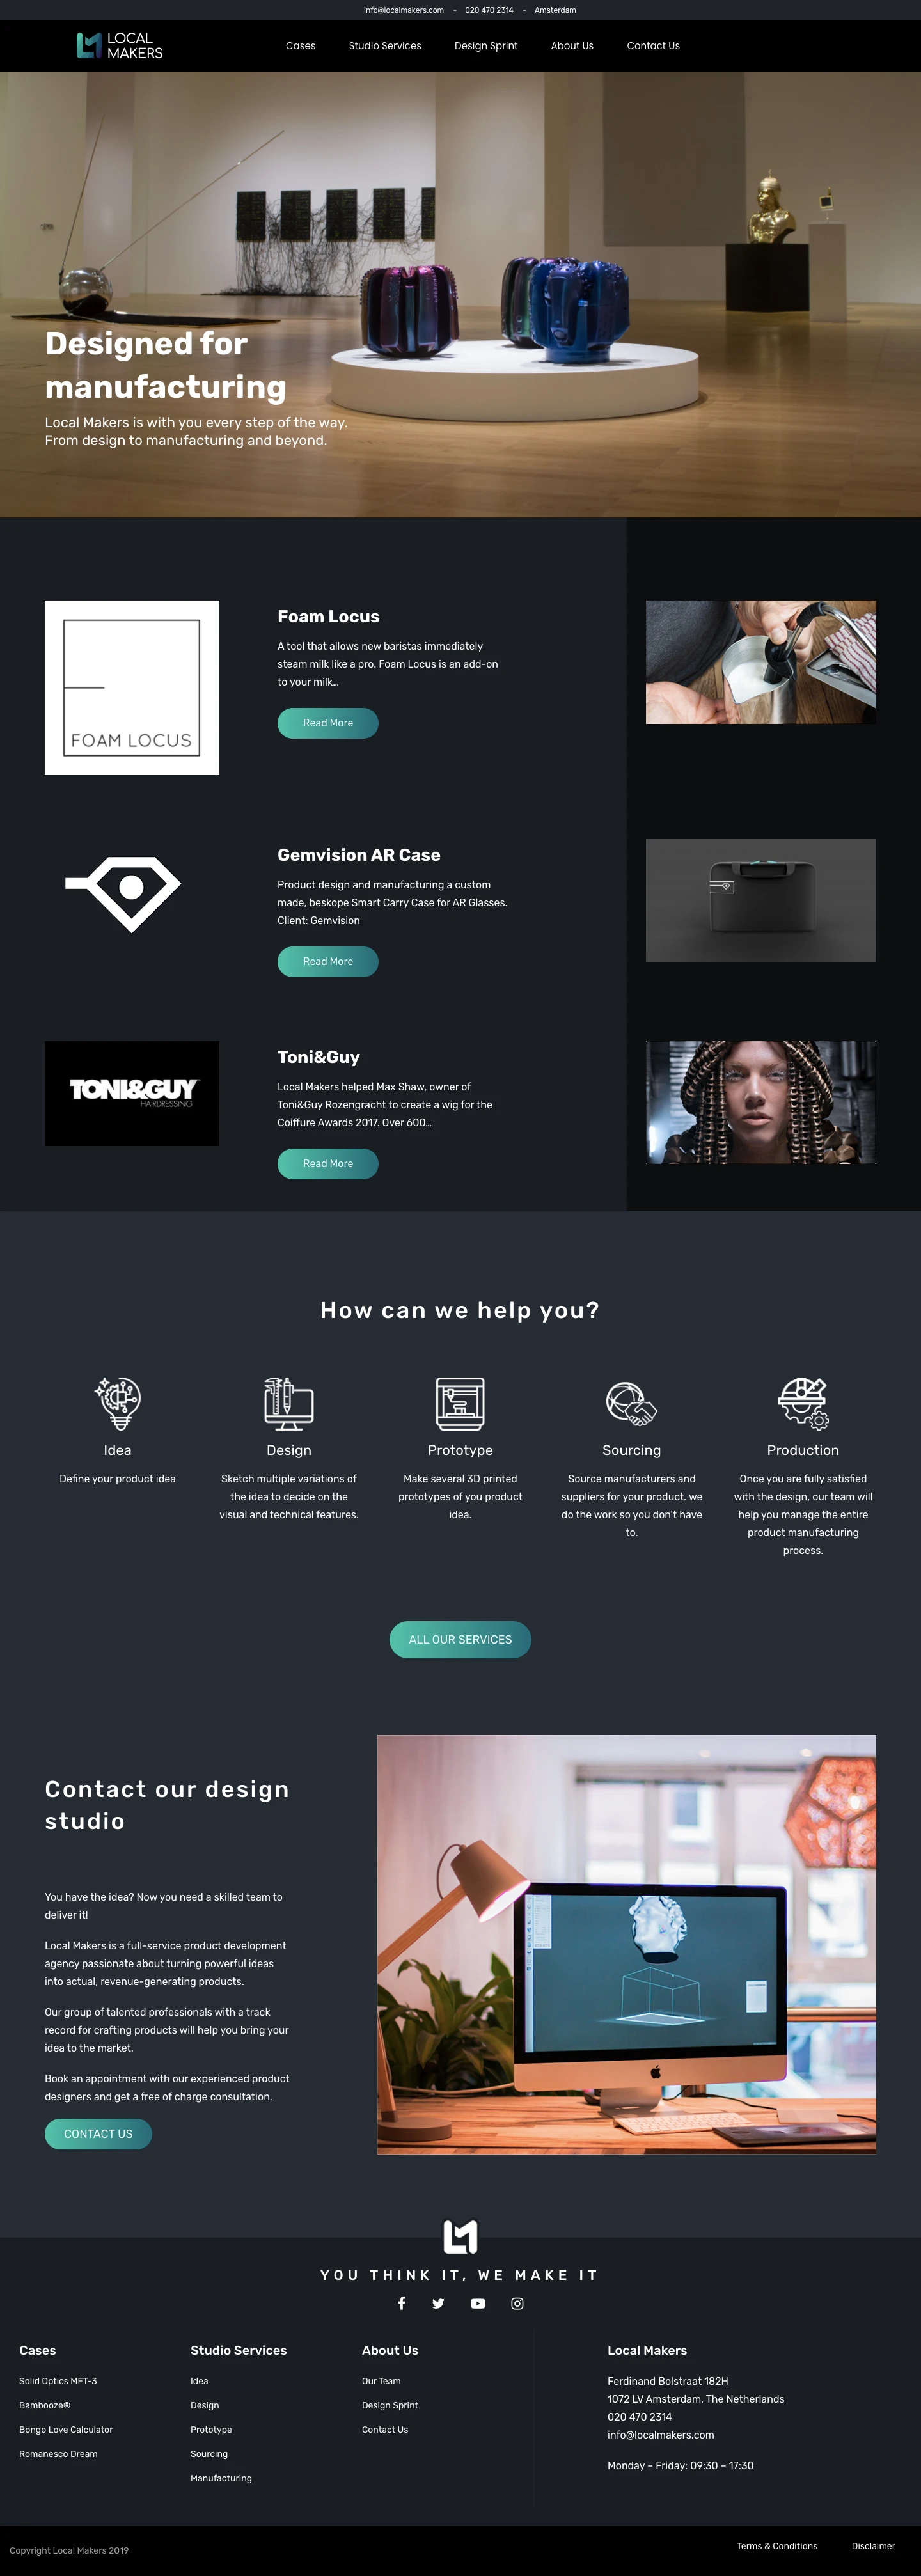 info@localmakers.com - 020 470 2314 - Amsterdam
LOCAL
MAKERS
Cases Studio Services Design Sprint About Us Contact Us
Designed for
manufacturing
Local Makers is with you every step of the way.
From design to manufacturing and beyond.
FOAM LOCUS
Foam Locus
A tool that allows new baristas immediately
steam milk like a pro. Foam Locus is an add-on
to your milk...
Read More
Gemvision AR Case
Product design and manufacturing a custom
made, beskope Smart Carry Case for AR Glasses.
Client: Gemvision
Read More
TONI&GUY
HAIRDRESSING
Toni&Guy
Local Makers helped Max Shaw, owner of
Toni&Guy Rozengracht to create a wig for the
Coiffure Awards 2017. Over 600...
Read More
How can we help you?
Idea
Define your product idea
Design
Sketch multiple variations of
the idea to decide on the
visual and technical features.
Prototype
Make several 3D printed
prototypes of you product
idea.
Sourcing
Source manufacturers and
suppliers for your product. we
do the work so you don't have
to.
Production
Once you are fully satisfied
with the design, our team will
help you manage the entire
product manufacturing
process.
ALL OUR SERVICES
Contact our design
studio
You have the idea? Now you need a skilled team to
deliver it!
Local Makers is a full-service product development
agency passionate about turning powerful ideas
into actual, revenue-generating products.
Our group of talented professionals with a track
record for crafting products will help you bring your
idea to the market.
Book an appointment with our experienced product
designers and get a free of charge consultation.
CONTACT US
YOU THINK IT, WE MAKE IT
Cases
Solid Optics MFT-3
Bambooze®
Bongo Love Calculator
Romanesco Dream
Studio Services
Idea
Design
Prototype
Sourcing
Manufacturing
About Us
Our Team
Design Sprint
Contact Us
Local Makers
Ferdinand Bolstraat 182H
1072 LV Amsterdam, The Netherlands
020 470 2314
info@localmakers.com
Monday – Friday: 09:30 – 17:30
Copyright Local Makers 2019
Terms & Conditions Disclaimer